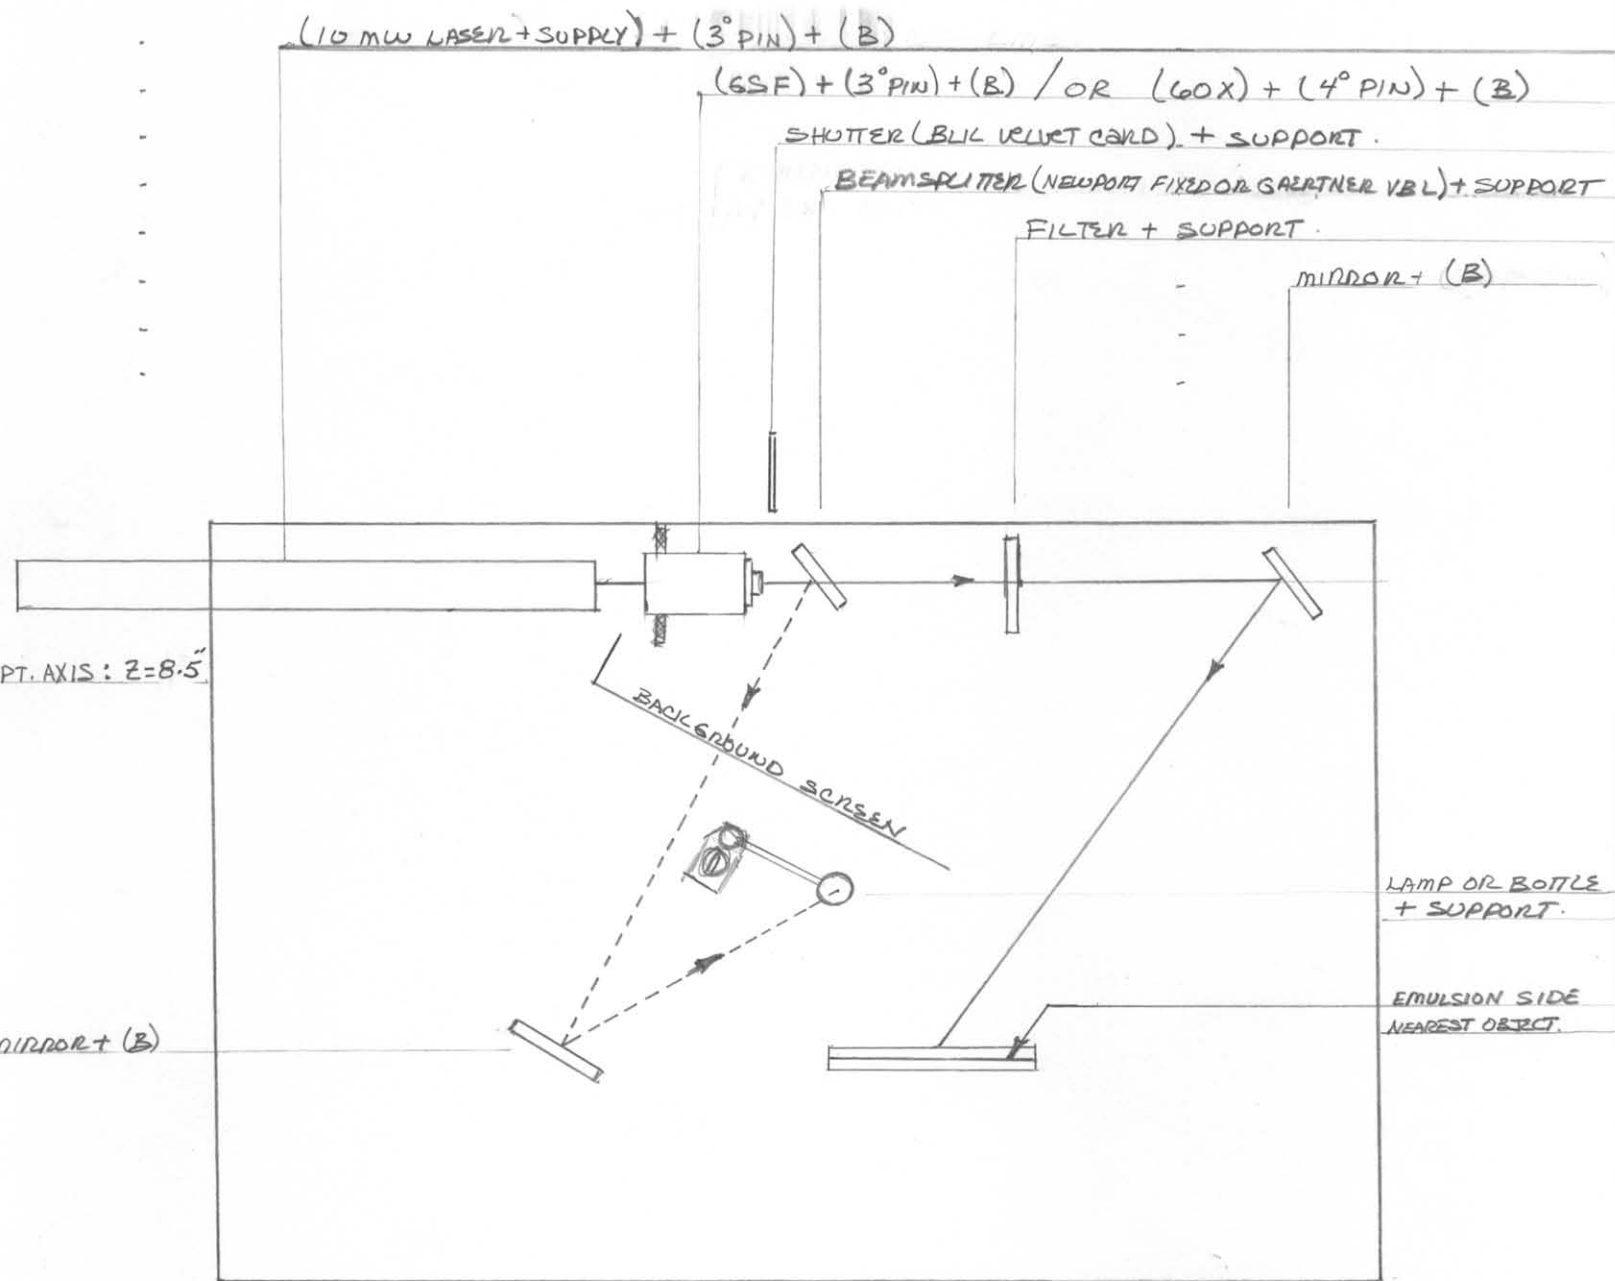 (10 MW LASER + SUPPLY) + (3° PIN) + (B)
(GSF) + (3° PIN) + (B) / OR (60X) + (4° PIN) + (B)
SHUTTER (BLK VELVET CARD) + SUPPORT.
BEAMSPLITTER (NEWPORT FIXED OR GAERTNER VBL) + SUPPORT
FILTER + SUPPORT.
MIRROR + (B)
PT. AXIS: Z=8.5"
BACKGROUND SCREEN
LAMP OR BOTTLE
+ SUPPORT.
EMULSION SIDE
NEAREST OBJECT.
MIRROR + (B)